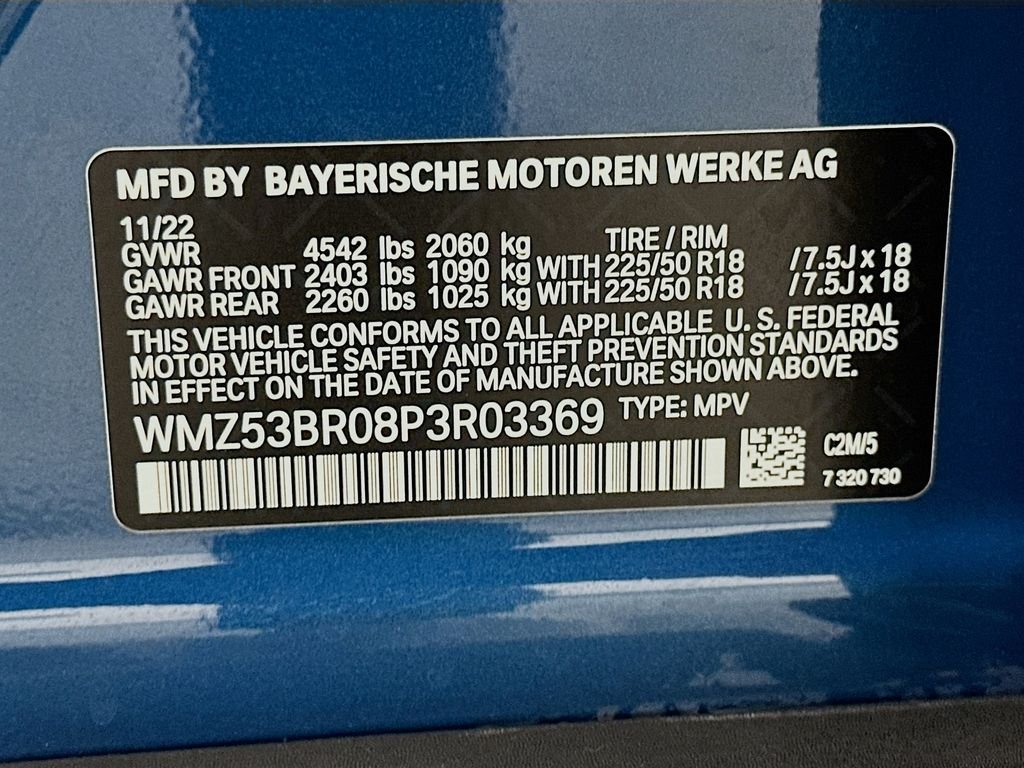 MFD BY BAYERISCHE MOTOREN WERKE AG
11/22
GVWR 4542 lbs 2060 kg TIRE / RIM
GAWR FRONT 2403 lbs 1090 kg WITH 225/50 R18 /7.5J x 18
GAWR REAR 2260 lbs 1025 kg WITH 225/50 R18 /7.5J x 18
THIS VEHICLE CONFORMS TO ALL APPLICABLE U. S. FEDERAL
MOTOR VEHICLE SAFETY AND THEFT PREVENTION STANDARDS
IN EFFECT ON THE DATE OF MANUFACTURE SHOWN ABOVE.
WMZ53BR08P3R03369 TYPE: MPV
C2M/5
7 320 730